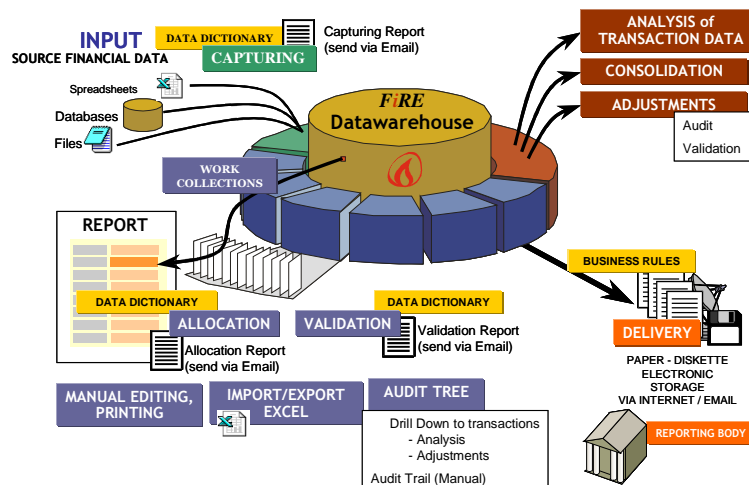 INPUT
SOURCE FINANCIAL DATA
DATA DICTIONARY
CAPTURING
Capturing Report
(send via Email)
Spreadsheets
Databases
Files
FiRE
Datawarehouse
ANALYSIS of
TRANSACTION DATA
CONSOLIDATION
ADJUSTMENTS
Audit
Validation
WORK
COLLECTIONS
REPORT
DATA DICTIONARY
ALLOCATION
Allocation Report
(send via Email)
DATA DICTIONARY
VALIDATION
Validation Report
(send via Email)
BUSINESS RULES
DELIVERY
PAPER - DISKETTE
ELECTRONIC
STORAGE
VIA INTERNET / EMAIL
REPORTING BODY
MANUAL EDITING,
PRINTING
IMPORT/EXPORT
EXCEL
AUDIT TREE
Drill Down to transactions
- Analysis
- Adjustments
Audit Trail (Manual)